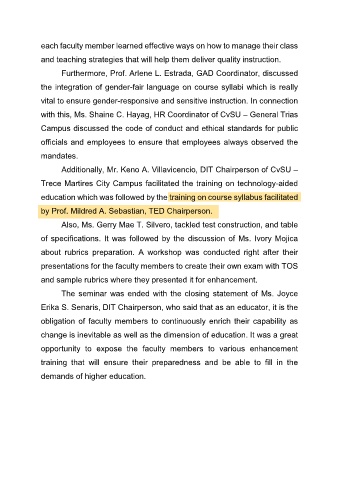 each faculty member learned effective ways on how to manage their class
and teaching strategies that will help them deliver quality instruction.
Furthermore, Prof. Arlene L. Estrada, GAD Coordinator, discussed
the integration of gender-fair language on course syllabi which is really
vital to ensure gender-responsive and sensitive instruction. In connection
with this, Ms. Shaine C. Hayag, HR Coordinator of CvSU – General Trias
Campus discussed the code of conduct and ethical standards for public
officials and employees to ensure that employees always observed the
mandates.
Additionally, Mr. Keno A. Villavicencio, DIT Chairperson of CvSU –
Trece Martires City Campus facilitated the training on technology-aided
education which was followed by the training on course syllabus facilitated
by Prof. Mildred A. Sebastian, TED Chairperson.
Also, Ms. Gerry Mae T. Silvero, tackled test construction, and table
of specifications. It was followed by the discussion of Ms. Ivory Mojica
about rubrics preparation. A workshop was conducted right after their
presentations for the faculty members to create their own exam with TOS
and sample rubrics where they presented it for enhancement.
The seminar was ended with the closing statement of Ms. Joyce
Erika S. Senaris, DIT Chairperson, who said that as an educator, it is the
obligation of faculty members to continuously enrich their capability as
change is inevitable as well as the dimension of education. It was a great
opportunity to expose the faculty members to various enhancement
training that will ensure their preparedness and be able to fill in the
demands of higher education.